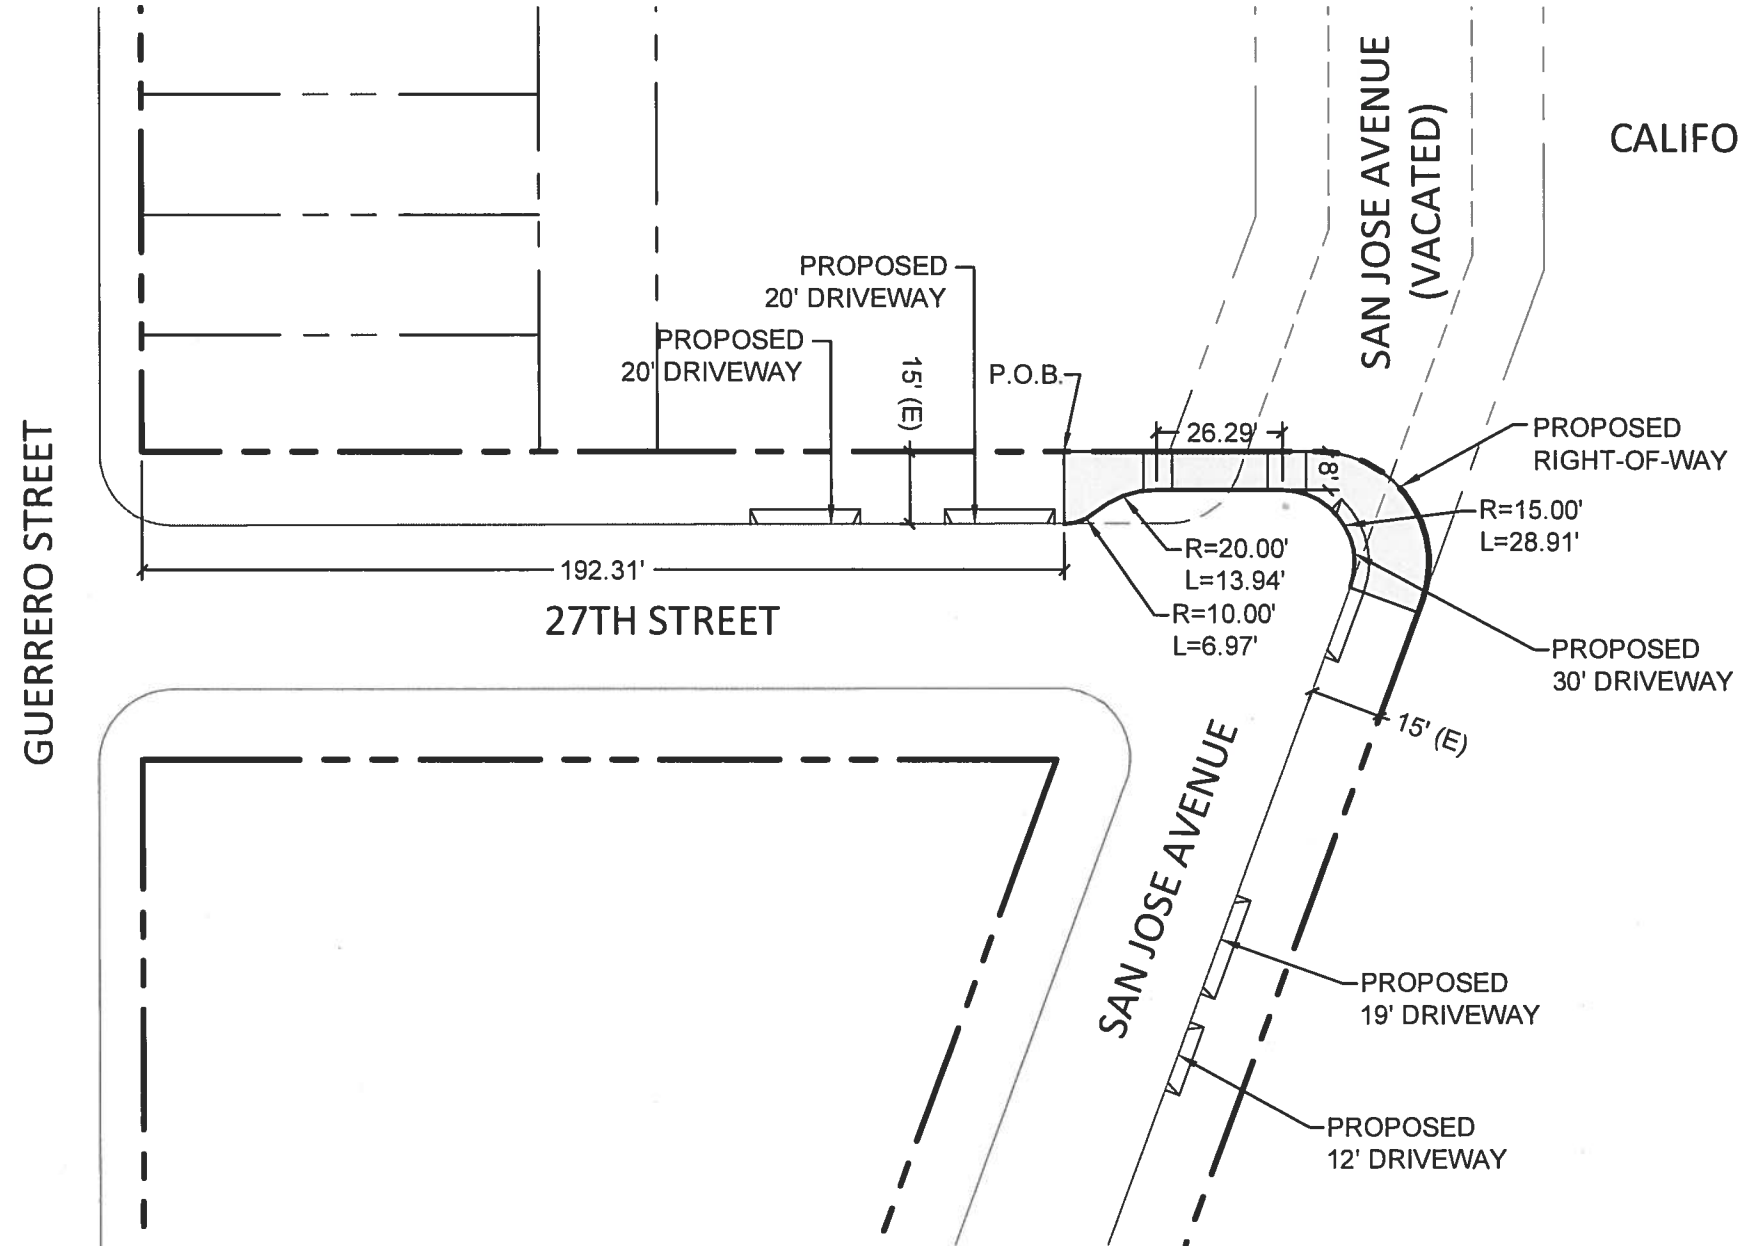 SAN JOSE AVENUE
(VACATED)
CALIFO
PROPOSED
20' DRIVEWAY
PROPOSED
20' DRIVEWAY
15' (E)
P.O.B.
26.29'
8'
PROPOSED
RIGHT-OF-WAY
R=15.00'
L=28.91'
R=20.00'
L=13.94'
R=10.00'
L=6.97'
192.31'
27TH STREET
GUERRERO STREET
PROPOSED
30' DRIVEWAY
15' (E)
SAN JOSE AVENUE
PROPOSED
19' DRIVEWAY
PROPOSED
12' DRIVEWAY